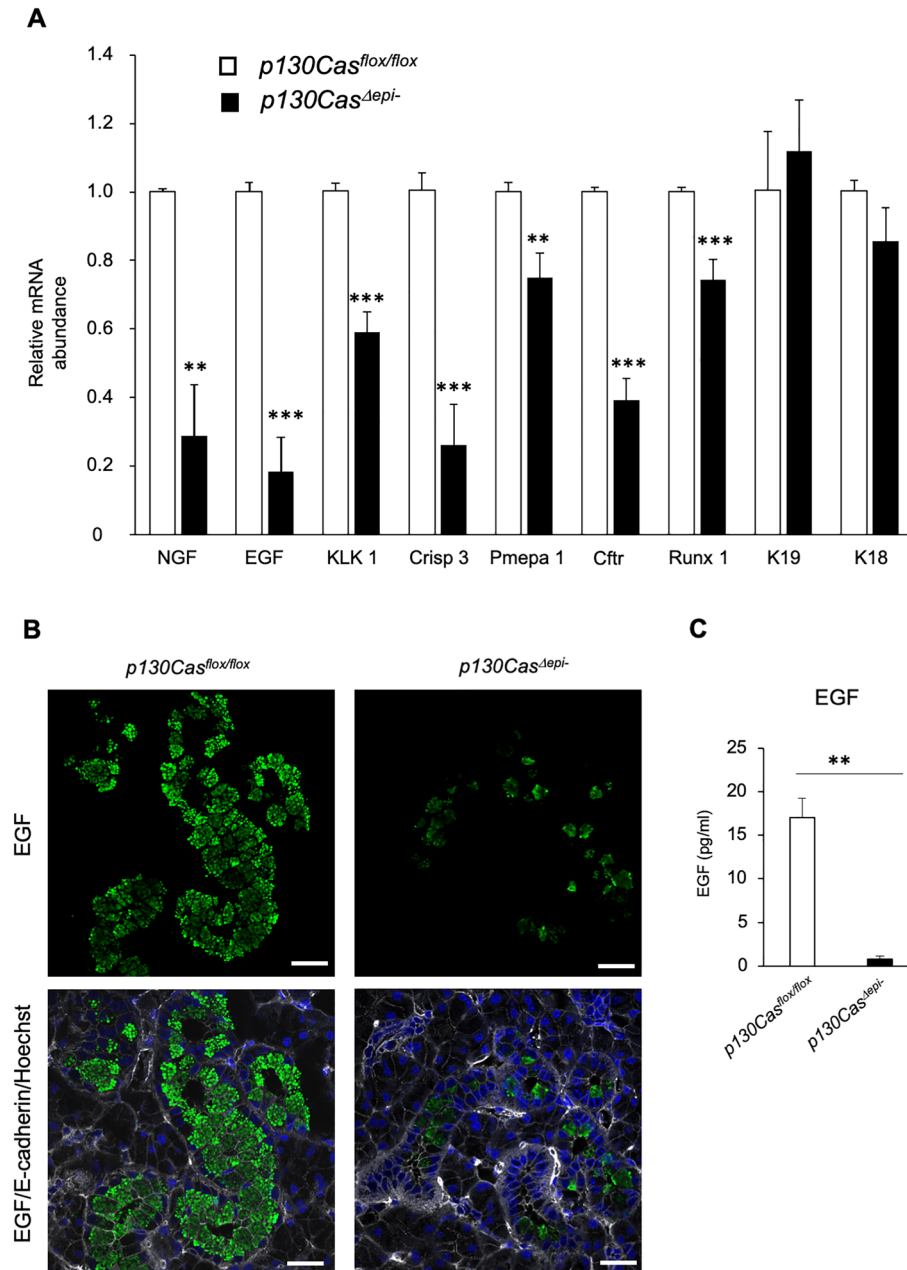 A
1.4
1.2
1.0
0.8
0.6
0.4
0.2
0
Relative mRNA
abundance
p130Cas^flox/flox
p130Cas^Δepi-
**
***
***
***
**
***
***
NGF
EGF
KLK 1
Crisp 3
Pmepa 1
Cftr
Runx 1
K19
K18
B
p130Cas^flox/flox
p130Cas^Δepi-
EGF
EGF/E-cadherin/Hoechst
C
EGF
**
25
20
15
10
5
0
EGF (pg/ml)
p130Cas^flox/flox
p130Cas^Δepi-